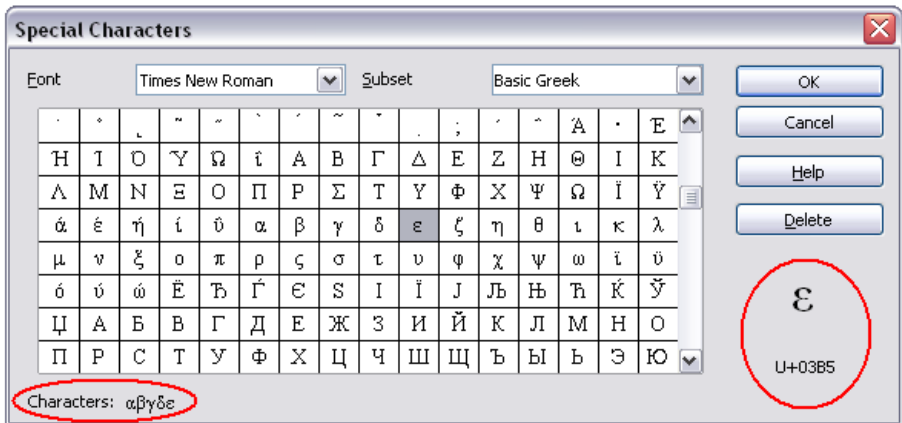 Special Characters
Font Times New Roman Subset Basic Greek OK
Cancel
Help
Delete
˙ ˚ ˛ ˜ ˝ ; Ά · Έ
Ή Ί Ό Ύ Ώ ΐ Α Β Γ Δ Ε Ζ Η Θ Ι Κ
Λ Μ Ν Ξ Ο Π Ρ Σ Τ Υ Φ Χ Ψ Ω Ϊ Ϋ
ά έ ή ί ΰ α β γ δ ε ζ η θ ι κ λ
μ ν ξ ο π ρ ς σ τ υ φ χ ψ ω ϊ ϋ
ό ύ ώ Ё Ђ Ѓ Є Ѕ І Ї Ј Љ Њ Ћ Ќ Ў
Џ А Б В Г Д Е Ж З И Й К Л М Н О
П Р С Т У Ф Х Ц Ч Ш Щ Ъ Ы Ь Э Ю
ε
U+03B5
Characters: αβγδε